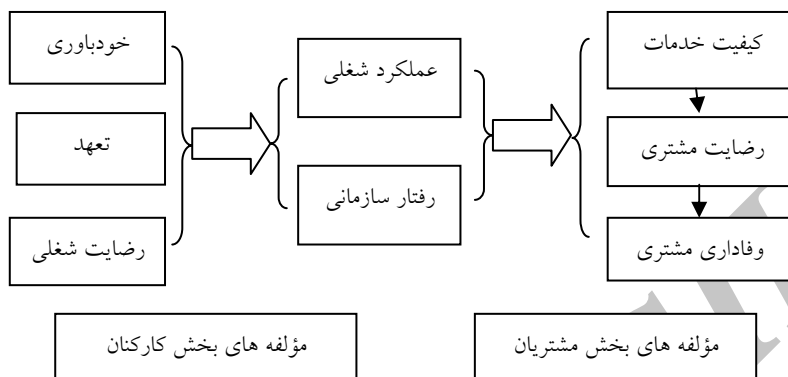 خودباوری
تعهد
رضایت شغلی
عملکرد شغلی
رفتار سازمانی
کیفیت خدمات
رضایت مشتری
وفاداری مشتری
مؤلفه های بخش کارکنان
مؤلفه های بخش مشتریان